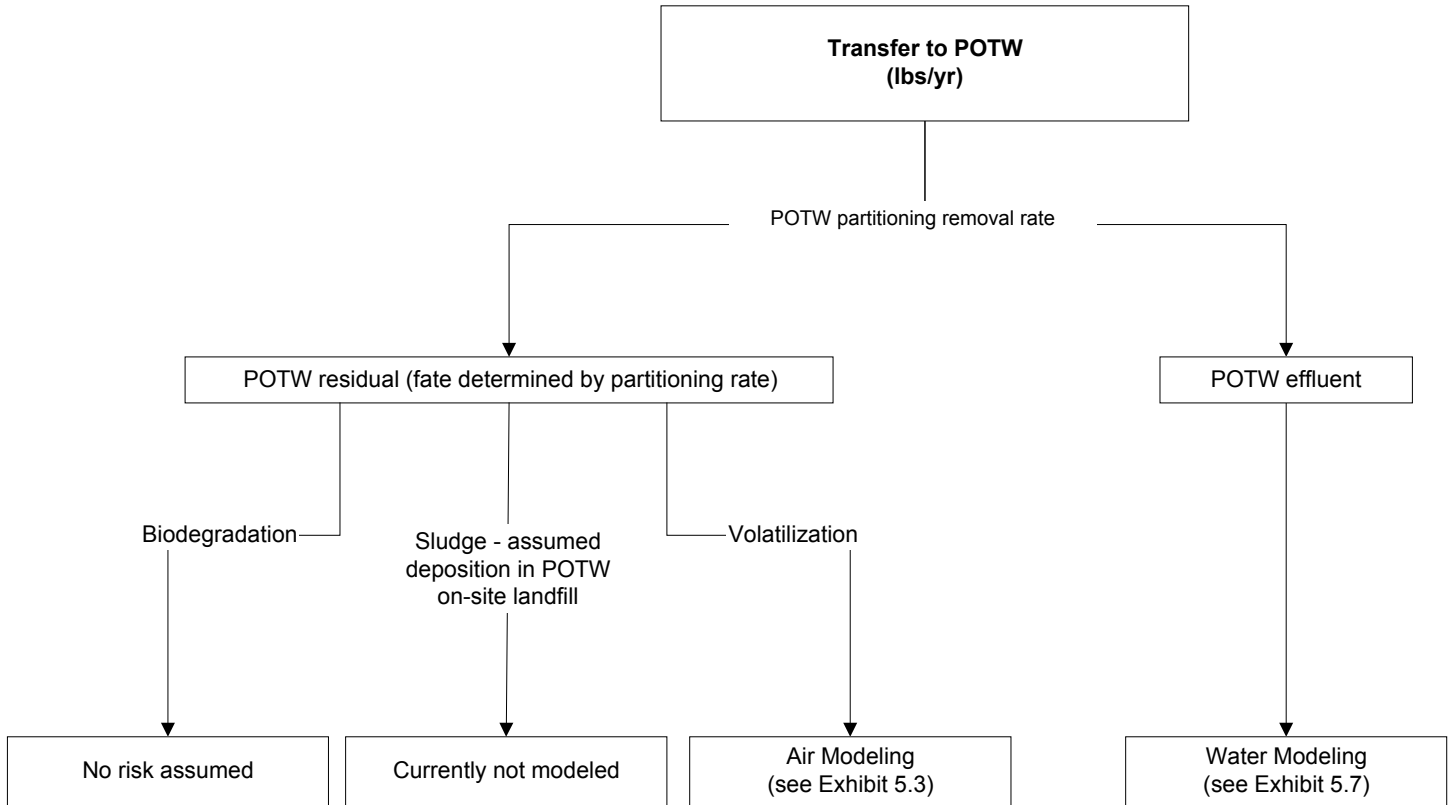 Transfer to POTW
(lbs/yr)
POTW partitioning removal rate
POTW residual (fate determined by partitioning rate)
POTW effluent
Biodegradation
Sludge - assumed
deposition in POTW
on-site landfill
Volatilization
No risk assumed
Currently not modeled
Air Modeling
(see Exhibit 5.3)
Water Modeling
(see Exhibit 5.7)